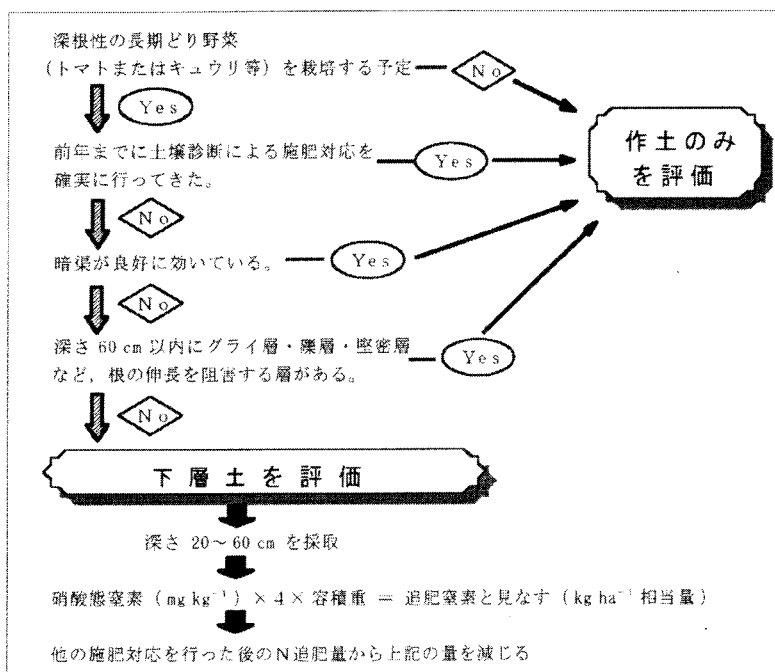 深根性の長期どり野菜
(トマトまたはキュウリ等)を栽培する予定
No
Yes
作土のみ
を評価
前年までに土壌診断による施肥対応を
確実に行ってきた。
Yes
No
暗渠が良好に効いている。
Yes
No
深さ 60 cm 以内にグライ層・礫層・堅密層
など，根の伸長を阻害する層がある。
Yes
No
下層土を評価
深さ 20～60 cm を採取
硝酸態窒素 (mg kg⁻¹) × 4 × 容積重 = 追肥窒素と見なす (kg ha⁻¹ 相当量)
他の施肥対応を行った後のN追肥量から上記の量を減じる